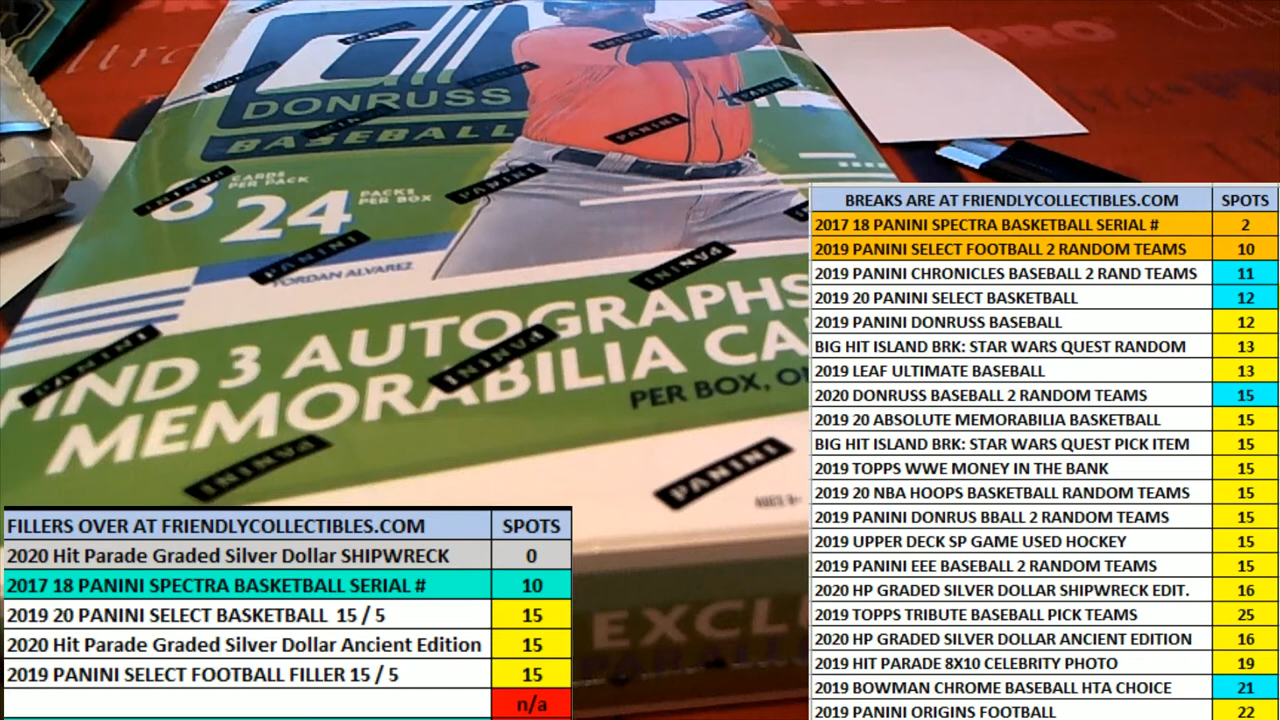 DONRUSS
BASEBALL
8 CARDS PER PACK
24 PACKS PER BOX
YORDAN ALVAREZ
FIND 3 AUTOGRAPHS
MEMORABILIA CA
PER BOX, ON
PANINI
PANINI
PANINI
PANINI
PANINI
PANINI
PANINI
PANINI
PANINI
PANINI
EXCL
BREAKS ARE AT FRIENDLYCOLLECTIBLES.COM SPOTS
2017 18 PANINI SPECTRA BASKETBALL SERIAL # 2
2019 PANINI SELECT FOOTBALL 2 RANDOM TEAMS 10
2019 PANINI CHRONICLES BASEBALL 2 RAND TEAMS 11
2019 20 PANINI SELECT BASKETBALL 12
2019 PANINI DONRUSS BASEBALL 12
BIG HIT ISLAND BRK: STAR WARS QUEST RANDOM 13
2019 LEAF ULTIMATE BASEBALL 13
2020 DONRUSS BASEBALL 2 RANDOM TEAMS 15
2019 20 ABSOLUTE MEMORABILIA BASKETBALL 15
BIG HIT ISLAND BRK: STAR WARS QUEST PICK ITEM 15
2019 TOPPS WWE MONEY IN THE BANK 15
2019 20 NBA HOOPS BASKETBALL RANDOM TEAMS 15
2019 PANINI DONRUS BBALL 2 RANDOM TEAMS 15
2019 UPPER DECK SP GAME USED HOCKEY 15
2019 PANINI EEE BASEBALL 2 RANDOM TEAMS 15
2020 HP GRADED SILVER DOLLAR SHIPWRECK EDIT. 16
2019 TOPPS TRIBUTE BASEBALL PICK TEAMS 25
2020 HP GRADED SILVER DOLLAR ANCIENT EDITION 16
2019 HIT PARADE 8X10 CELEBRITY PHOTO 19
2019 BOWMAN CHROME BASEBALL HTA CHOICE 21
2019 PANINI ORIGINS FOOTBALL 22
FILLERS OVER AT FRIENDLYCOLLECTIBLES.COM SPOTS
2020 Hit Parade Graded Silver Dollar SHIPWRECK 0
2017 18 PANINI SPECTRA BASKETBALL SERIAL # 10
2019 20 PANINI SELECT BASKETBALL 15 / 5 15
2020 Hit Parade Graded Silver Dollar Ancient Edition 15
2019 PANINI SELECT FOOTBALL FILLER 15 / 5 15
n/a